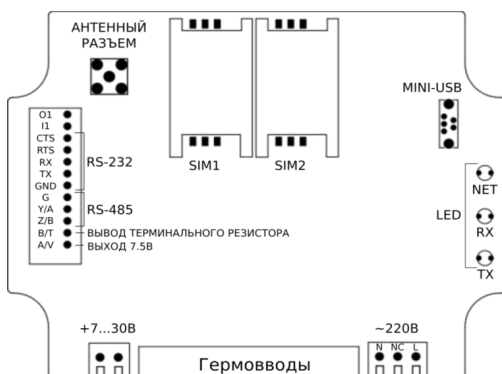 АНТЕННЫЙ
РАЗЪЕМ
MINI-USB
O1
I1
CTS
RTS
RX
TX
GND
RS-232
G
Y/A
Z/B
RS-485
B/T
ВЫВОД ТЕРМИНАЛЬНОГО РЕЗИСТОРА
A/V
ВЫХОД 7.5В
SIM1
SIM2
NET
LED
RX
TX
+7...30В
~220В
N NC L
Гермовводы